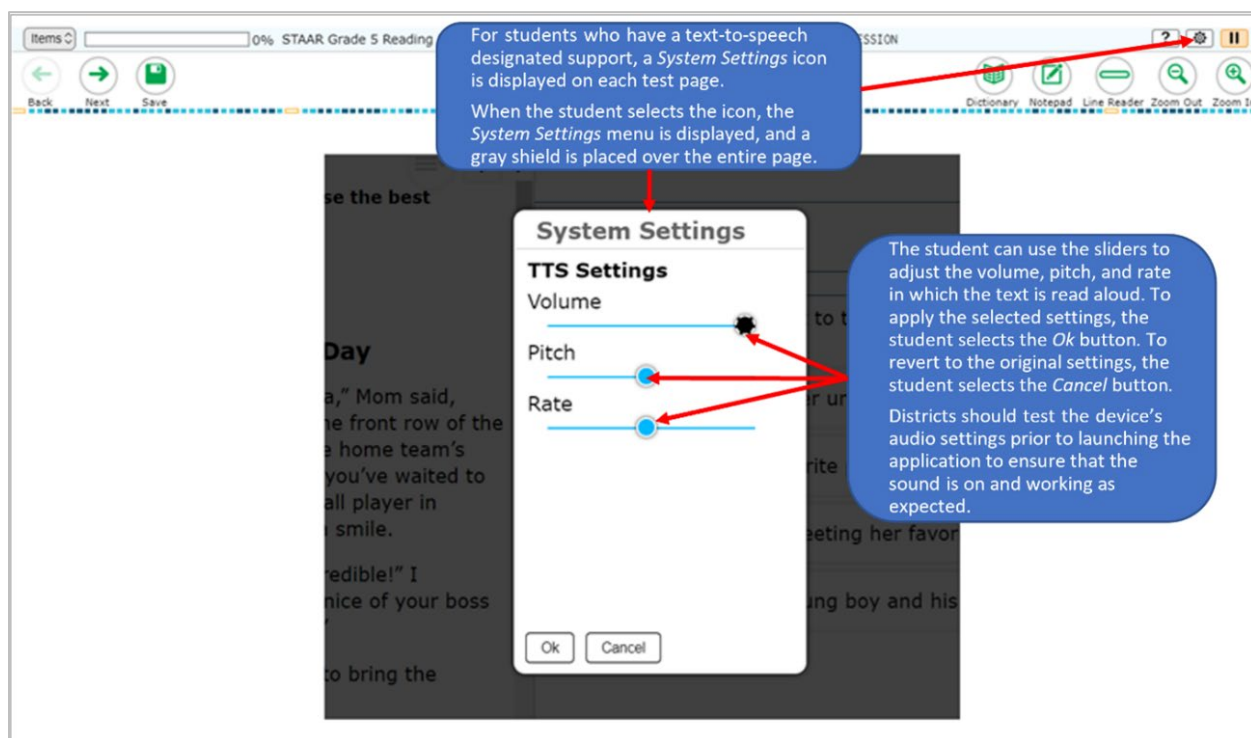 Items
0% STAAR Grade 5 Reading
SSION
?
Back
Next
Save
Dictionary
Notepad
Line Reader
Zoom Out
Zoom I
For students who have a text-to-speech
designated support, a System Settings icon
is displayed on each test page.
When the student selects the icon, the
System Settings menu is displayed, and a
gray shield is placed over the entire page.
se the best
Day
a,” Mom said,
ne front row of the
e home team’s
you’ve waited to
all player in
smile.
redible!” I
nice of your boss
to bring the
System Settings
TTS Settings
Volume
Pitch
Rate
Ok
Cancel
to t
er un
rite
eeting her favor
ung boy and his
The student can use the sliders to
adjust the volume, pitch, and rate
in which the text is read aloud. To
apply the selected settings, the
student selects the Ok button. To
revert to the original settings, the
student selects the Cancel button.
Districts should test the device’s
audio settings prior to launching the
application to ensure that the
sound is on and working as
expected.